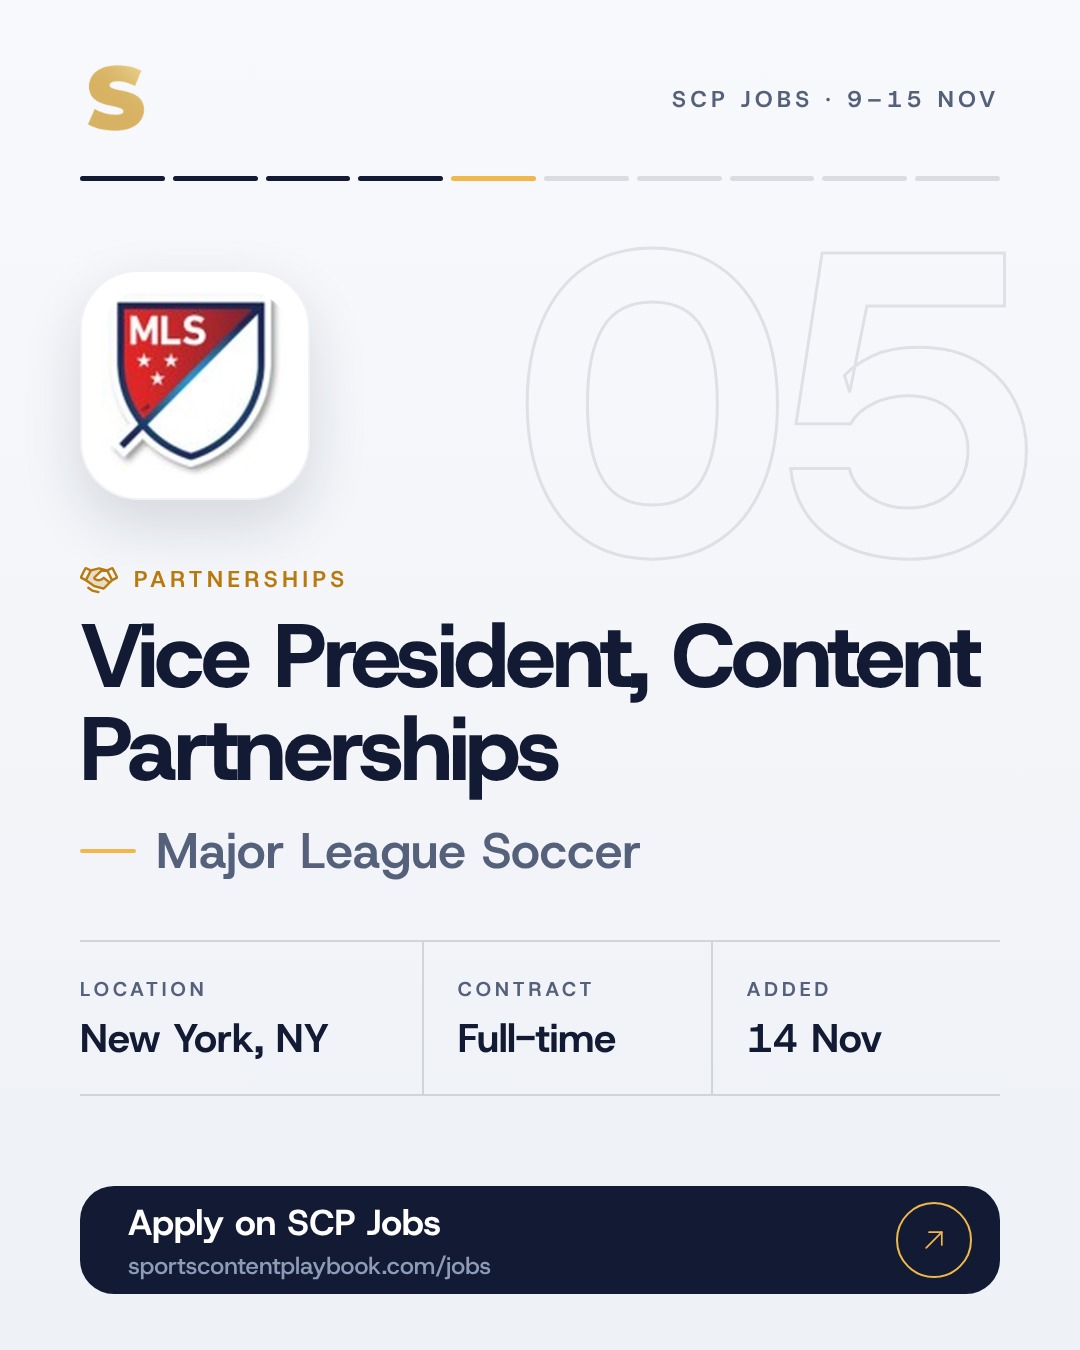 S
SCP JOBS · 9–15 NOV
05
MLS
PARTNERSHIPS
Vice President, Content
Partnerships
Major League Soccer
LOCATION
New York, NY
CONTRACT
Full-time
ADDED
14 Nov
Apply on SCP Jobs
sportscontentplaybook.com/jobs